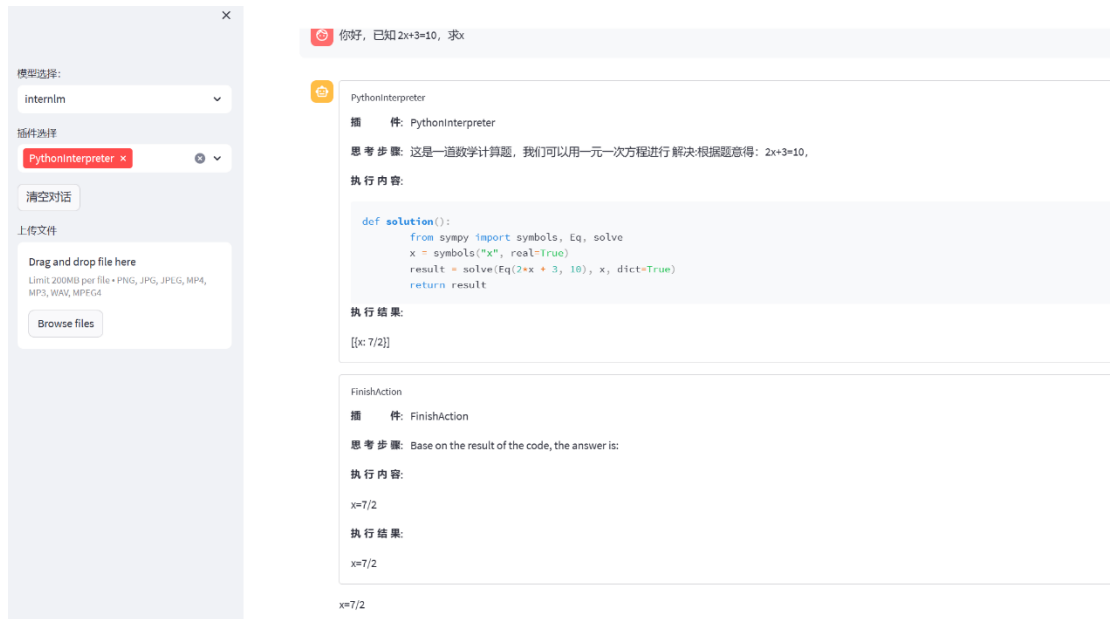 ×
模型选择:
internlm
插件选择
PythonInterpreter ×
清空对话
上传文件
Drag and drop file here
Limit 200MB per file • PNG, JPG, JPEG, MP4,
MP3, WAV, MPEG4
Browse files
你好，已知 2x+3=10，求x
PythonInterpreter
插 件: PythonInterpreter
思 考 步 骤: 这是一道数学计算题，我们可以用一元一次方程进行 解决:根据题意得：2x+3=10，
执 行 内 容:
def solution():
from sympy import symbols, Eq, solve
x = symbols("x", real=True)
result = solve(Eq(2*x + 3, 10), x, dict=True)
return result
执 行 结 果:
[{x: 7/2}]
FinishAction
插 件: FinishAction
思 考 步 骤: Base on the result of the code, the answer is:
执 行 内 容:
x=7/2
执 行 结 果:
x=7/2
x=7/2